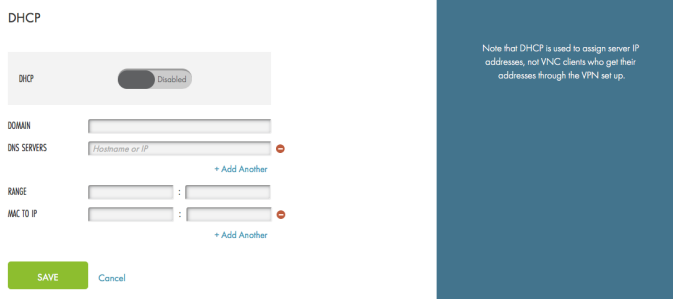 DHCP
Note that DHCP is used to assign server IP
addresses, not VNC clients who get their
addresses through the VPN set up.
DHCP
Disabled
DOMAIN
DNS SERVERS
Hostname or IP
+ Add Another
RANGE
:
MAC TO IP
:
+ Add Another
SAVE
Cancel